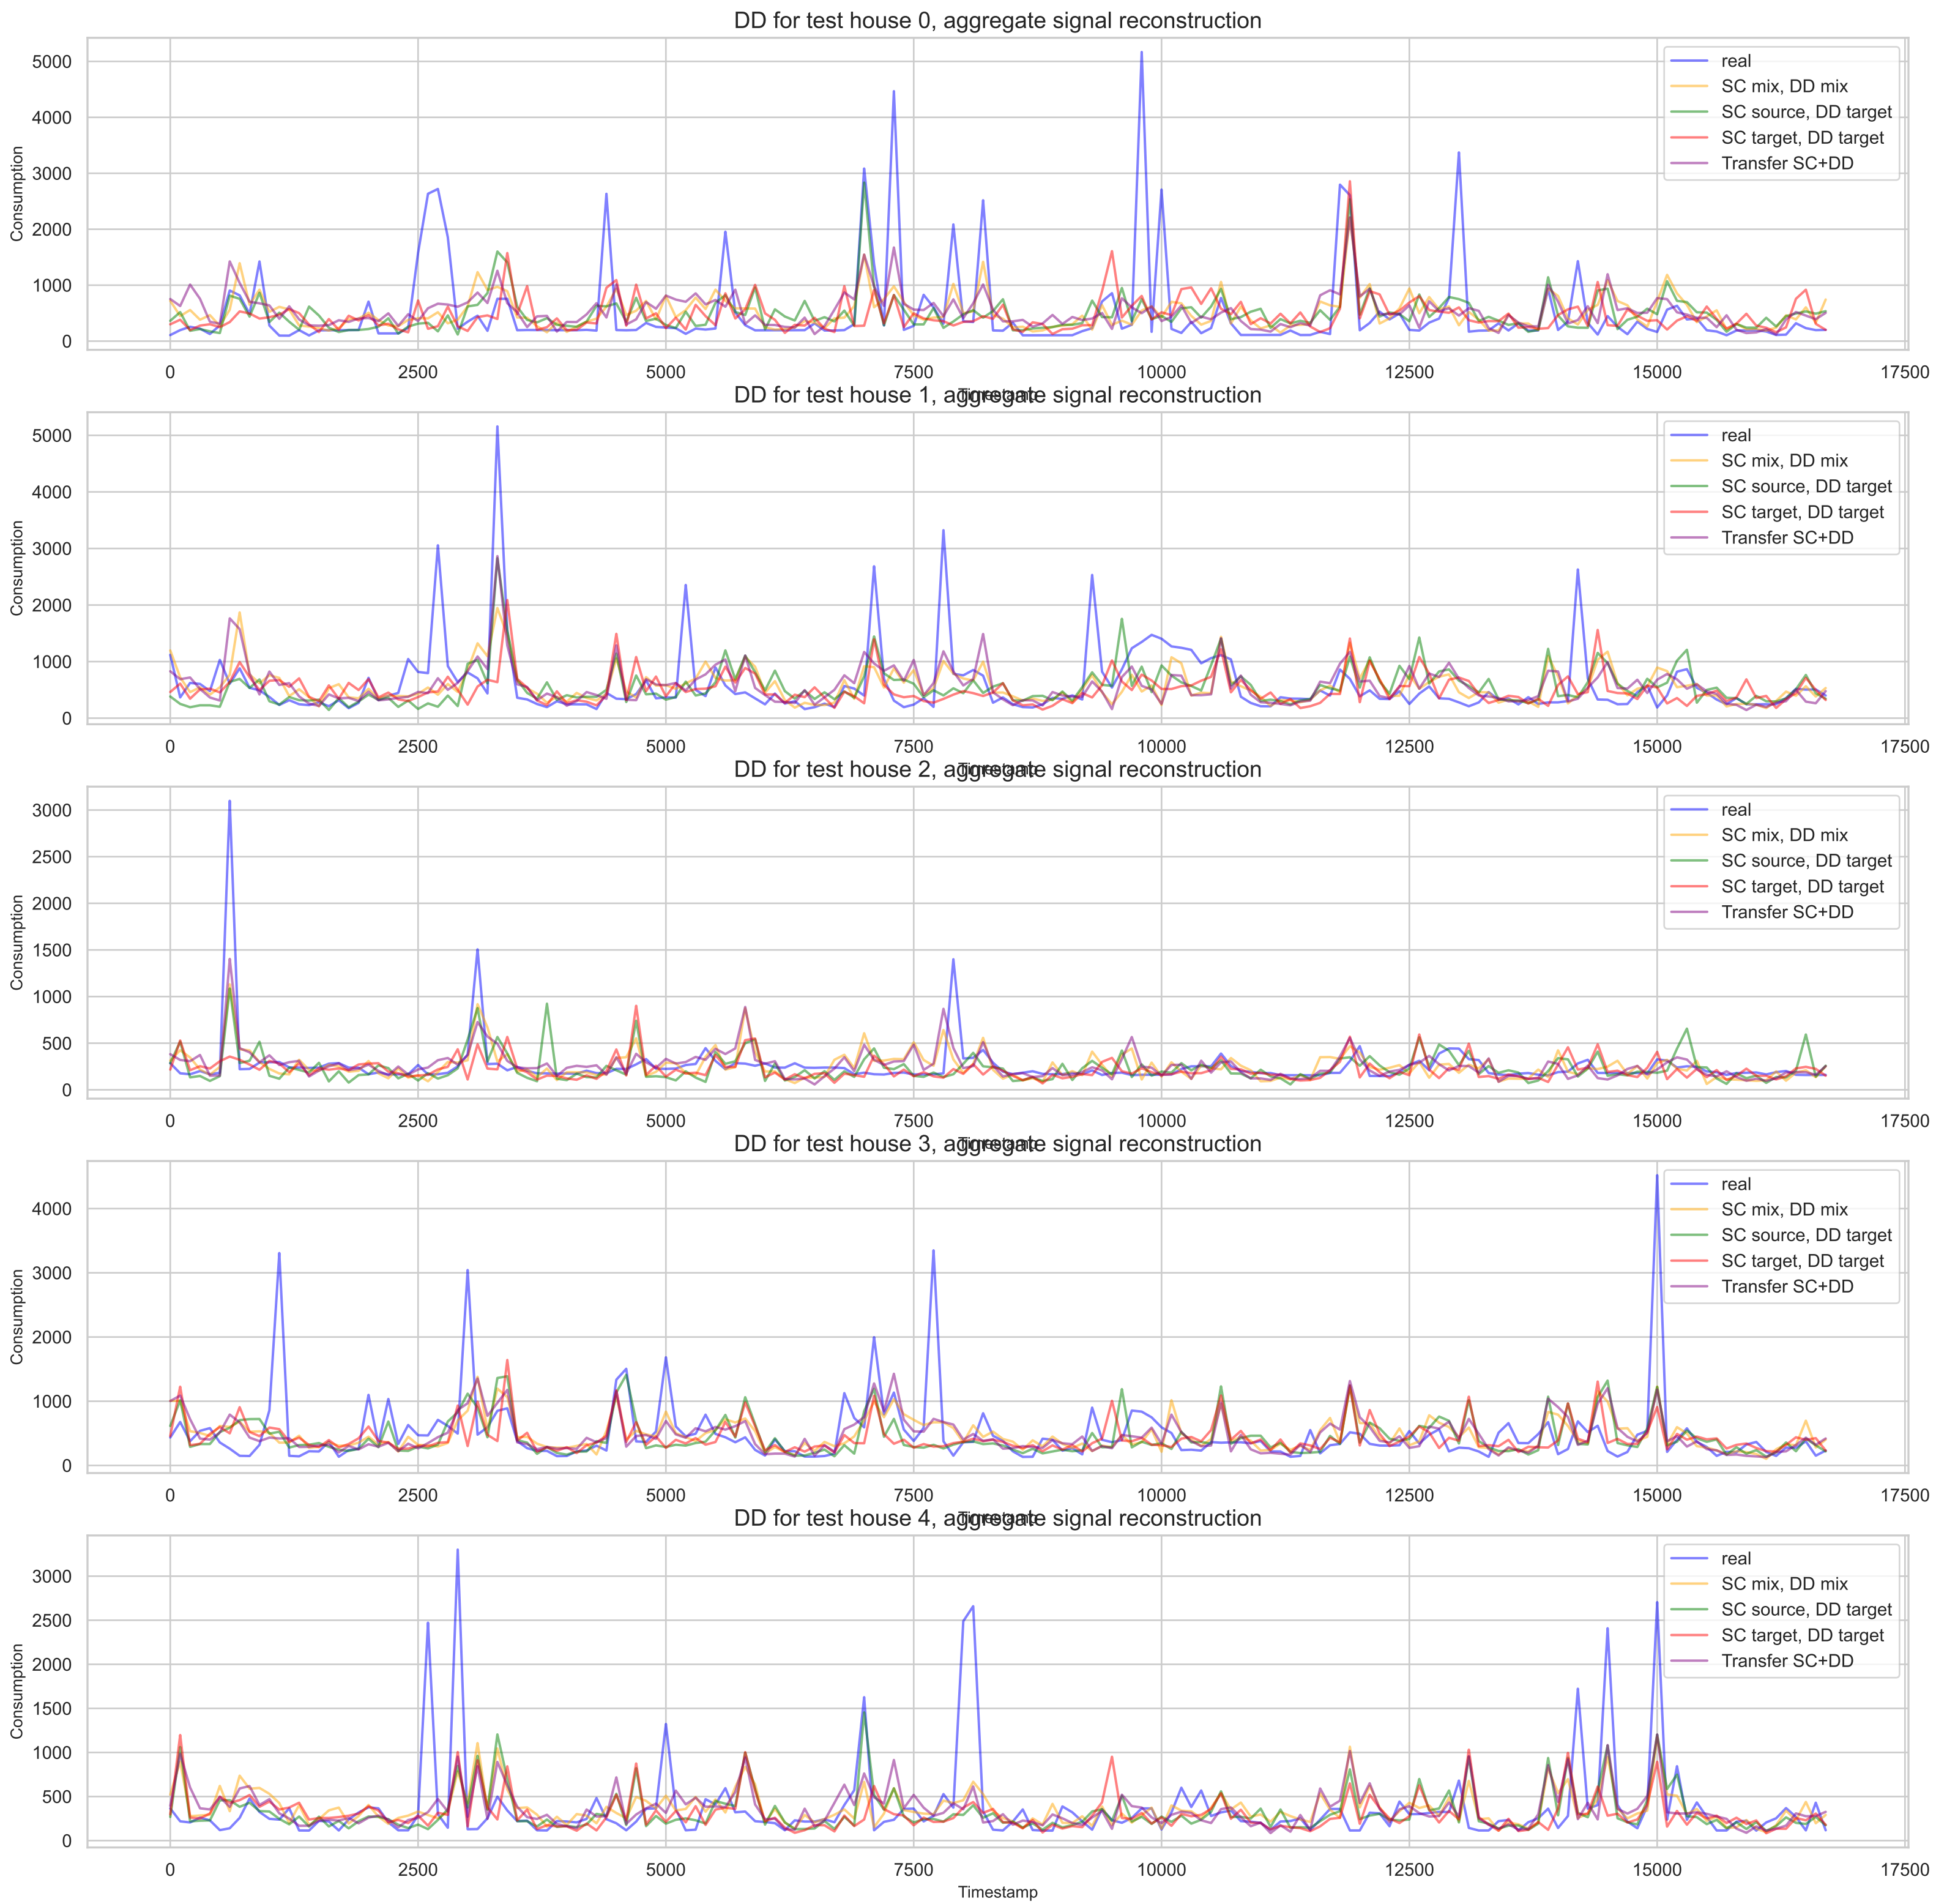 DD for test house 0, aggregate signal reconstruction
Consumption
5000
4000
3000
2000
1000
0
real
SC mix, DD mix
SC source, DD target
SC target, DD target
Transfer SC+DD
0 2500 5000 7500 10000 12500 15000 17500
Timestamp
DD for test house 1, aggregate signal reconstruction
Consumption
5000
4000
3000
2000
1000
0
real
SC mix, DD mix
SC source, DD target
SC target, DD target
Transfer SC+DD
0 2500 5000 7500 10000 12500 15000 17500
Timestamp
DD for test house 2, aggregate signal reconstruction
Consumption
3000
2500
2000
1500
1000
500
0
real
SC mix, DD mix
SC source, DD target
SC target, DD target
Transfer SC+DD
0 2500 5000 7500 10000 12500 15000 17500
Timestamp
DD for test house 3, aggregate signal reconstruction
Consumption
4000
3000
2000
1000
0
real
SC mix, DD mix
SC source, DD target
SC target, DD target
Transfer SC+DD
0 2500 5000 7500 10000 12500 15000 17500
Timestamp
DD for test house 4, aggregate signal reconstruction
Consumption
3000
2500
2000
1500
1000
500
0
real
SC mix, DD mix
SC source, DD target
SC target, DD target
Transfer SC+DD
0 2500 5000 7500 10000 12500 15000 17500
Timestamp